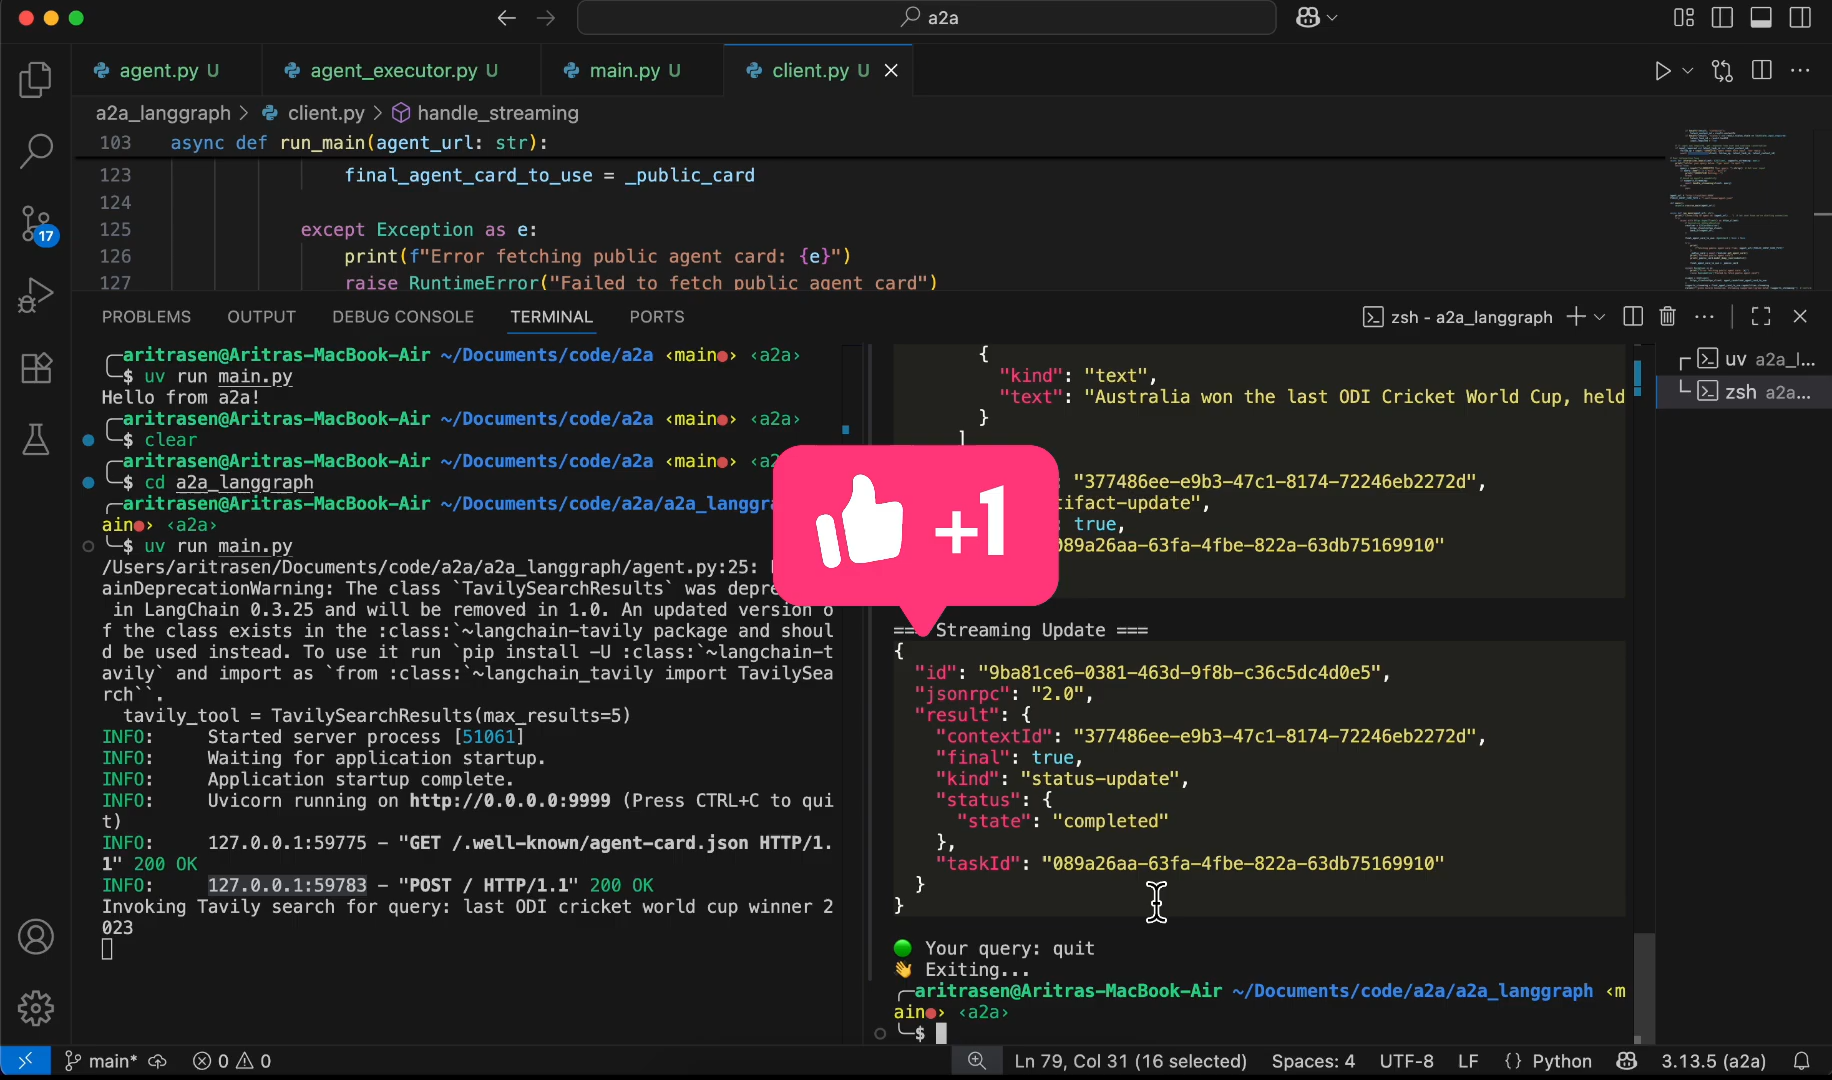 a2a
agent.py U
agent_executor.py U
main.py U
client.py U
a2a_langgraph > client.py > handle_streaming
103 async def run_main(agent_url: str):
123 final_agent_card_to_use = _public_card
124
125 except Exception as e:
126 print(f"Error fetching public agent card: {e}")
127 raise RuntimeError("Failed to fetch public agent card")
PROBLEMS OUTPUT DEBUG CONSOLE TERMINAL PORTS
zsh - a2a_langgraph
aritrasen@Aritras-MacBook-Air ~/Documents/code/a2a ‹main●› ‹a2a›
╰─$ uv run main.py
Hello from a2a!
aritrasen@Aritras-MacBook-Air ~/Documents/code/a2a ‹main●› ‹a2a›
╰─$ clear
aritrasen@Aritras-MacBook-Air ~/Documents/code/a2a ‹main●› ‹a2
╰─$ cd a2a_langgraph
aritrasen@Aritras-MacBook-Air ~/Documents/code/a2a/a2a_langgra
ain●› ‹a2a›
╰─$ uv run main.py
/Users/aritrasen/Documents/code/a2a/a2a_langgraph/agent.py:25:
ainDeprecationWarning: The class `TavilySearchResults` was depre
in LangChain 0.3.25 and will be removed in 1.0. An updated version o
f the class exists in the :class:`~langchain-tavily package and shoul
d be used instead. To use it run `pip install -U :class:`~langchain-t
avily` and import as `from :class:`~langchain_tavily import TavilySea
rch``.
tavily_tool = TavilySearchResults(max_results=5)
INFO: Started server process [51061]
INFO: Waiting for application startup.
INFO: Application startup complete.
INFO: Uvicorn running on http://0.0.0.0:9999 (Press CTRL+C to qui
t)
INFO: 127.0.0.1:59775 - "GET /.well-known/agent-card.json HTTP/1.
1" 200 OK
INFO: 127.0.0.1:59783 - "POST / HTTP/1.1" 200 OK
Invoking Tavily search for query: last ODI cricket world cup winner 2
023
{
"kind": "text",
"text": "Australia won the last ODI Cricket World Cup, held
}
]
: "377486ee-e9b3-47c1-8174-72246eb2272d",
tifact-update",
: true,
089a26aa-63fa-4fbe-822a-63db75169910"
+1
=== Streaming Update ===
{
"id": "9ba81ce6-0381-463d-9f8b-c36c5dc4d0e5",
"jsonrpc": "2.0",
"result": {
"contextId": "377486ee-e9b3-47c1-8174-72246eb2272d",
"final": true,
"kind": "status-update",
"status": {
"state": "completed"
},
"taskId": "089a26aa-63fa-4fbe-822a-63db75169910"
}
}
Your query: quit
Exiting...
aritrasen@Aritras-MacBook-Air ~/Documents/code/a2a/a2a_langgraph ‹m
ain●› ‹a2a›
╰─$
uv a2a_l...
zsh a2a...
17
main* 0 0
Ln 79, Col 31 (16 selected) Spaces: 4 UTF-8 LF {} Python 3.13.5 (a2a)